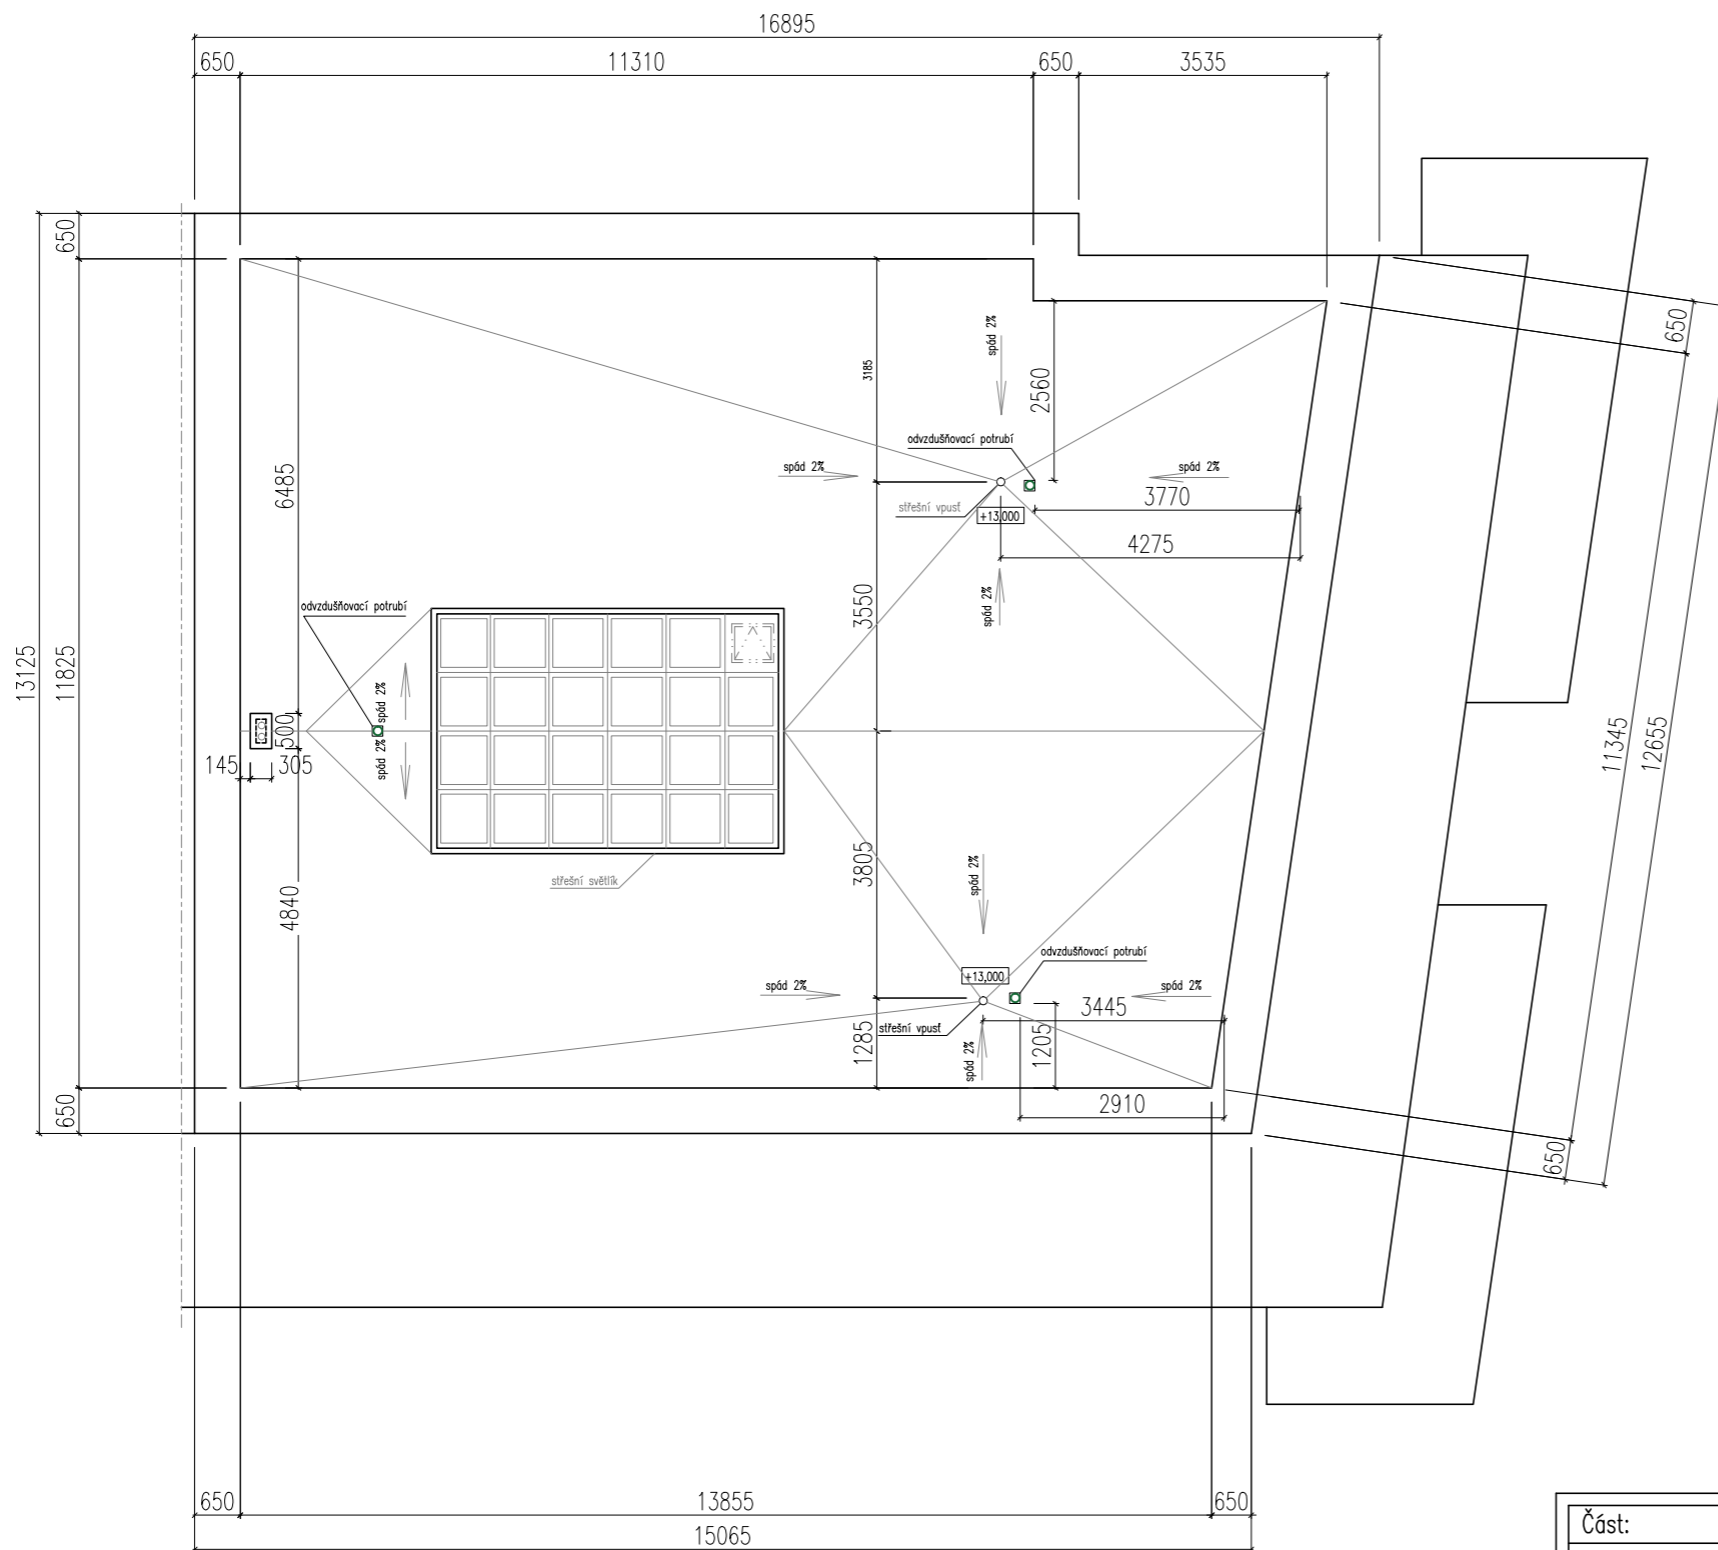 16895
650 11310 650 3535
650
650
spád 2%
3185
2560
odvzdušňovací potrubí
6485
spád 2% spád 2%
3770
střešní vpusť
+13,000
4275
spád 2%
3550
odvzdušňovací potrubí
13125
11825
spád 2%
500
145 305
spád 2%
11345
12655
3805
spád 2%
střešní světlík
4840
odvzdušňovací potrubí
+13,000
spád 2% spád 2%
3445
střešní vpusť
1285
1205
spád 2%
2910
650
650
650 13855 650
15065
Část: